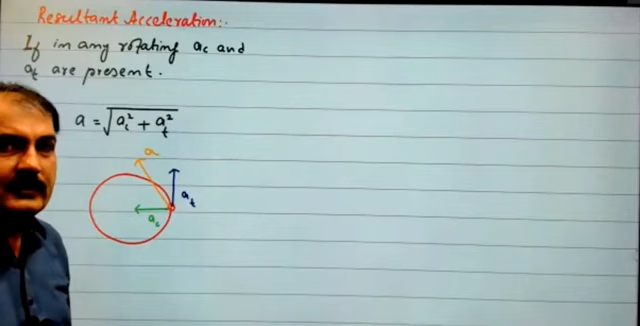 Resultant Acceleration:-
If in any rotating ac and
at are present.
a = √ac² + at²
a
at
ac